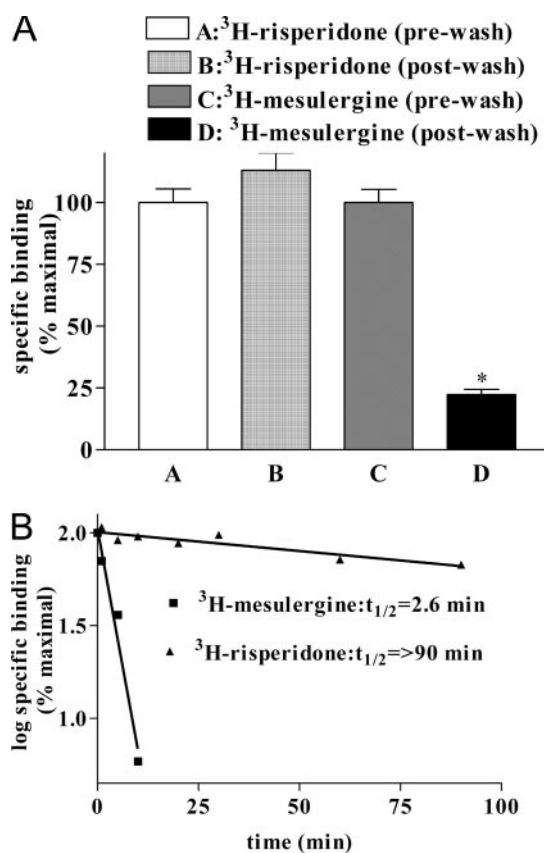 A
A:³H-risperidone (pre-wash)
B:³H-risperidone (post-wash)
C:³H-mesulergine (pre-wash)
D: ³H-mesulergine (post-wash)
specific binding
(% maximal)
100
75
50
25
0
*
A B C D
B
log specific binding
(% maximal)
2.0
1.5
1.0
³H-mesulergine:t1/2=2.6 min
³H-risperidone:t1/2=>90 min
0 25 50 75 100
time (min)